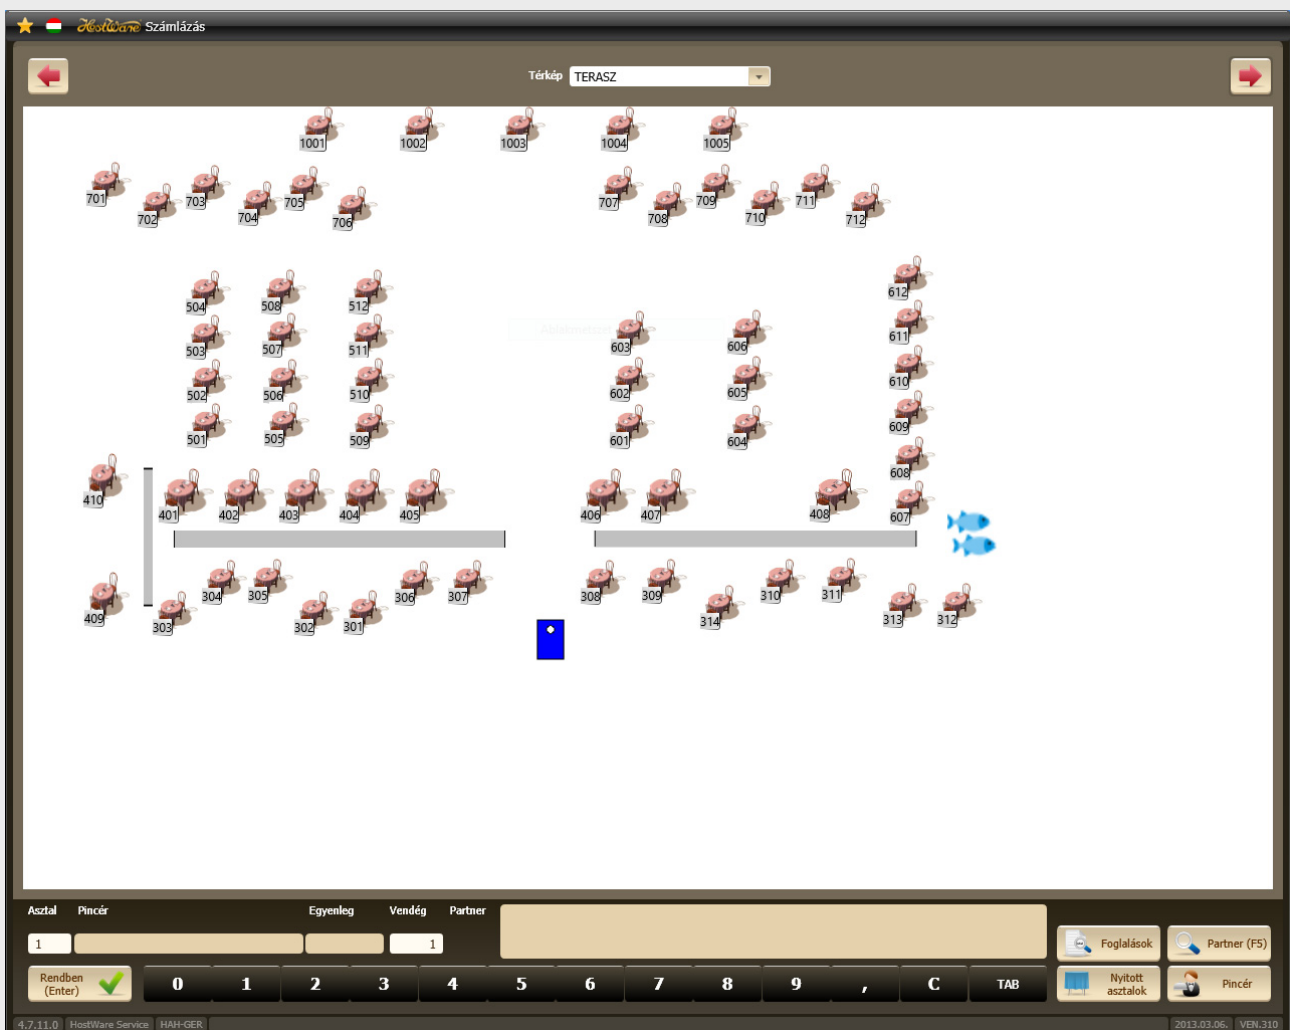 HostWare Számlázás
Térkép TERASZ
1001 1002 1003 1004 1005
701 702 703 704 705 706 707 708 709 710 711 712
504 508 512 612
503 507 511 603 606 611
502 506 510 602 605 610
501 505 509 601 604 609
608
410 401 402 403 404 405 406 407 408 607
304 305 306 307 308 309 310 311
409 303 302 301 314 313 312
Asztal Pincér Egyenleg Vendég Partner
1 1
Foglalások Partner (F5)
Rendben
(Enter)
0 1 2 3 4 5 6 7 8 9 , C TAB
Nyitott
asztalok
Pincér
4.7.11.0 HostWare Service HAH-GER 2013.03.06. VEN.310